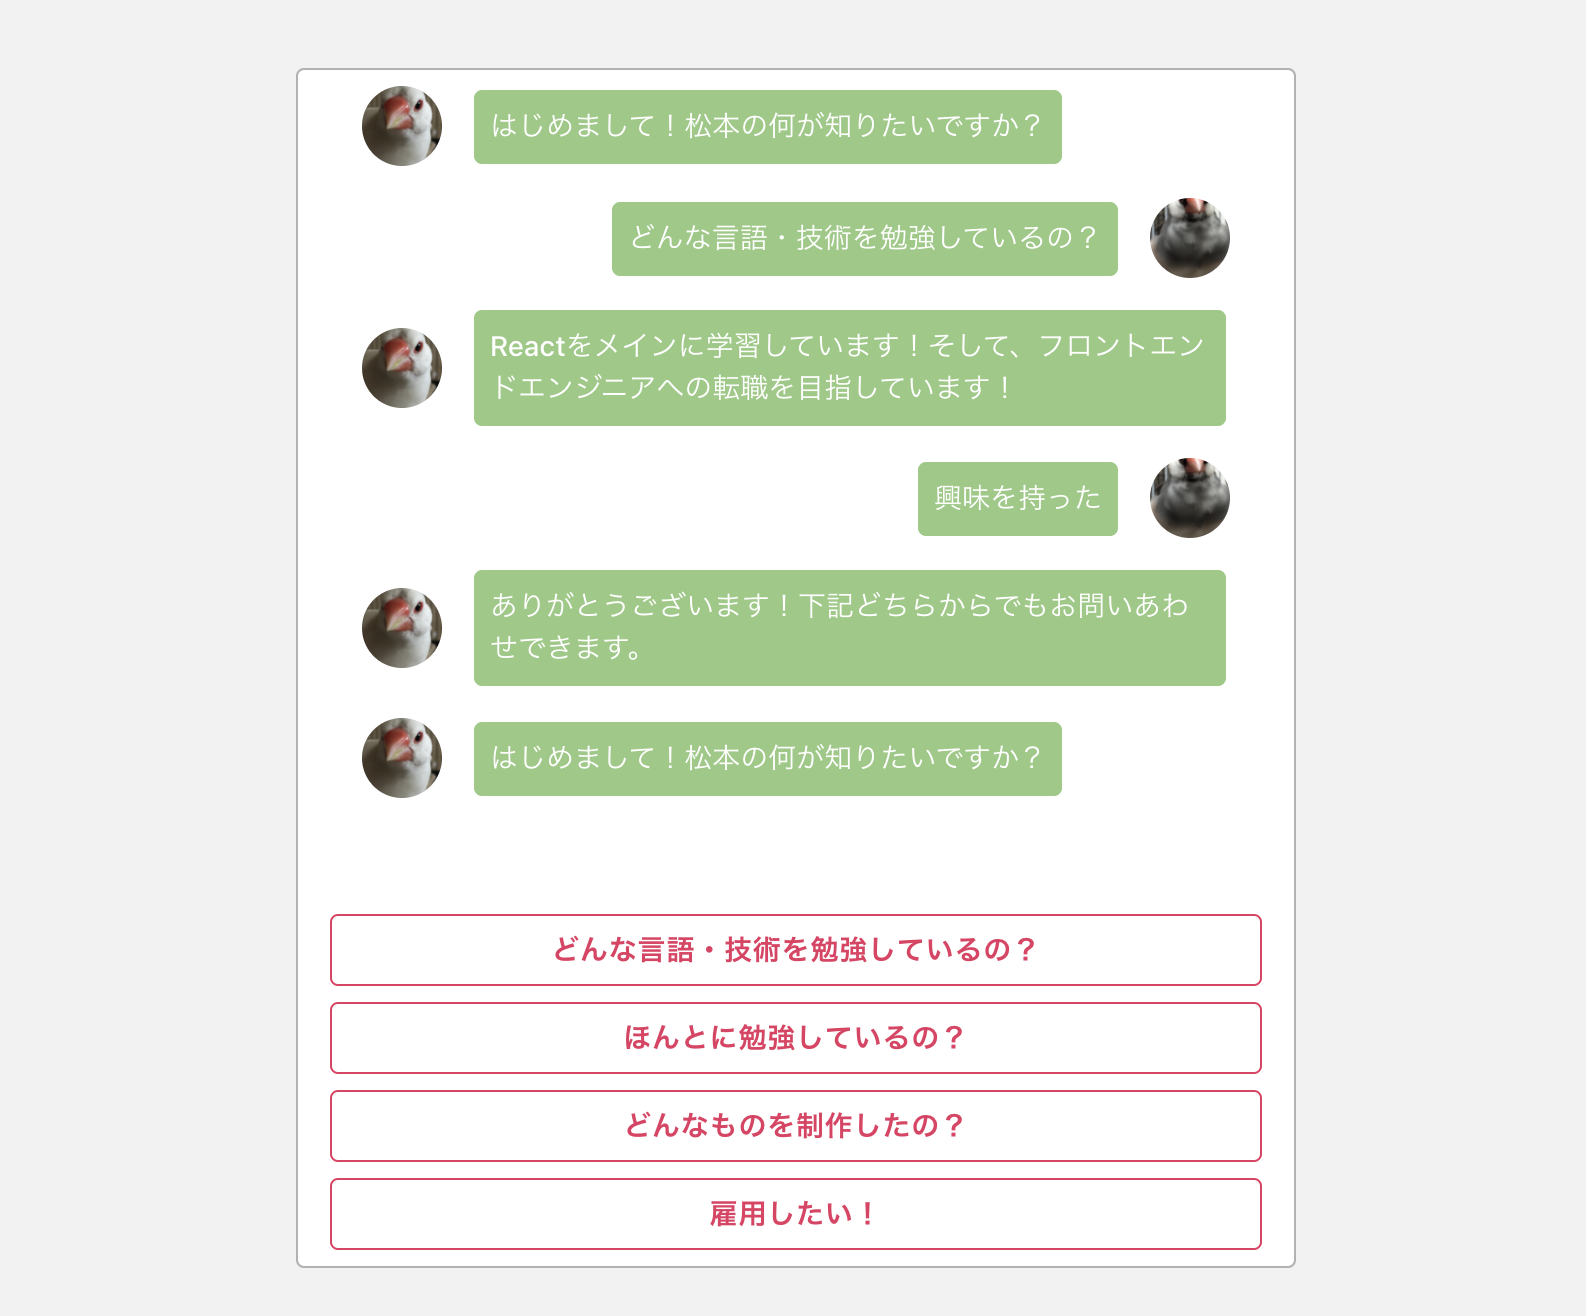 はじめまして！松本の何が知りたいですか？
どんな言語・技術を勉強しているの？
Reactをメインに学習しています！そして、フロントエン
ドエンジニアへの転職を目指しています！
興味を持った
ありがとうございます！下記どちらからでもお問いあわ
せできます。
はじめまして！松本の何が知りたいですか？
どんな言語・技術を勉強しているの？
ほんとに勉強しているの？
どんなものを制作したの？
雇用したい！